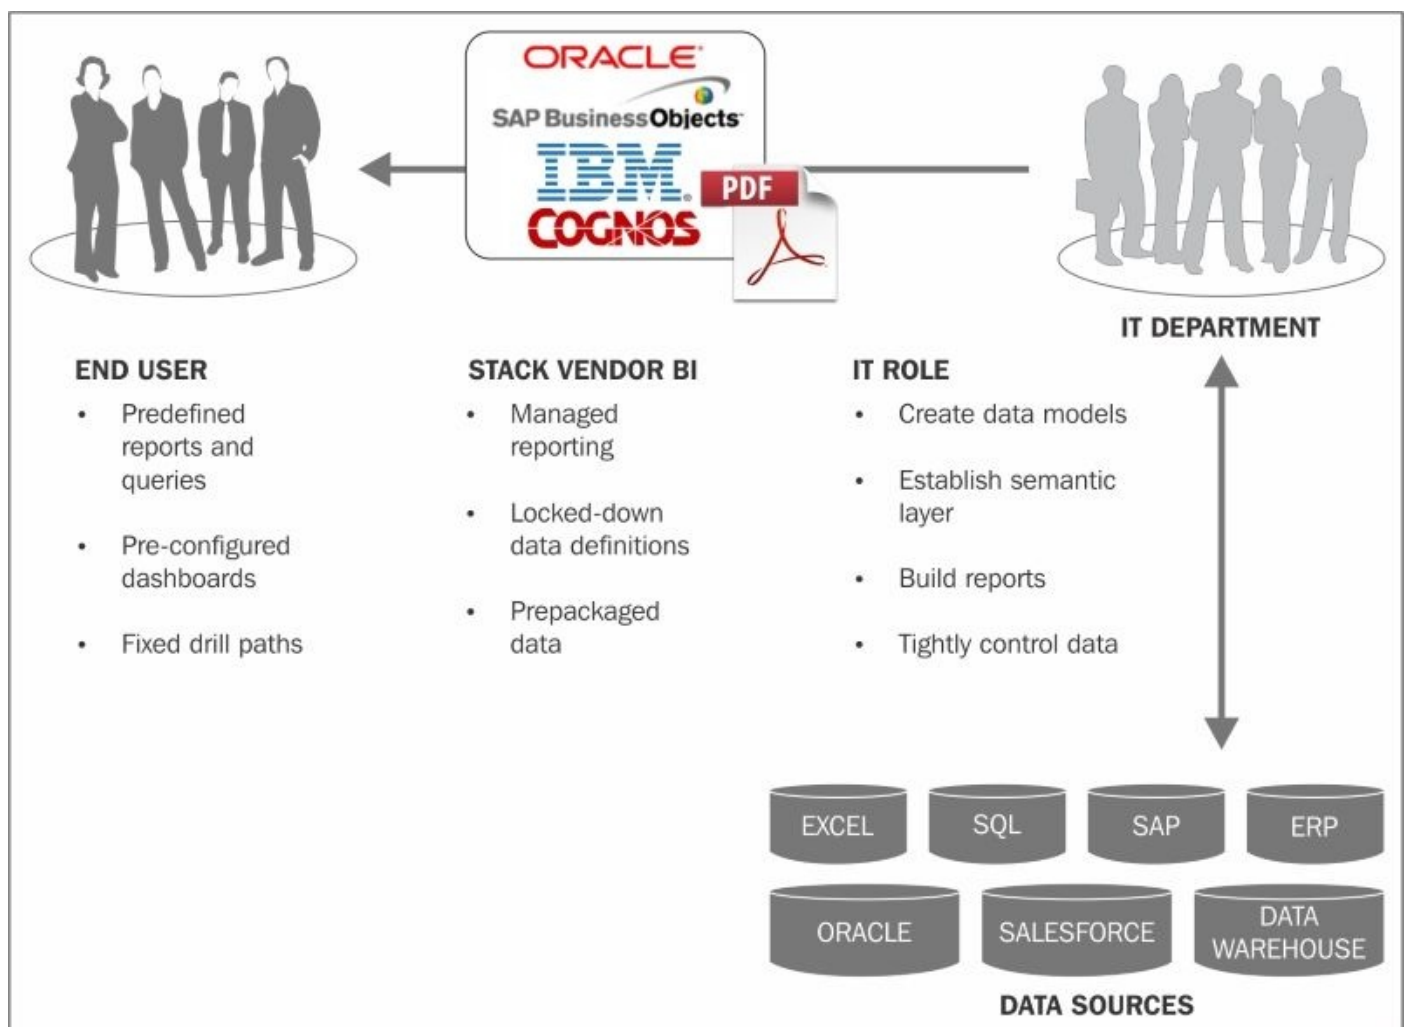 ORACLE
SAP BusinessObjects
IBM
COGNOS
PDF
IT DEPARTMENT
END USER
• Predefined
reports and
queries
• Pre-configured
dashboards
• Fixed drill paths
STACK VENDOR BI
• Managed
reporting
• Locked-down
data definitions
• Prepackaged
data
IT ROLE
• Create data models
• Establish semantic
layer
• Build reports
• Tightly control data
EXCEL
SQL
SAP
ERP
ORACLE
SALESFORCE
DATA
WAREHOUSE
DATA SOURCES